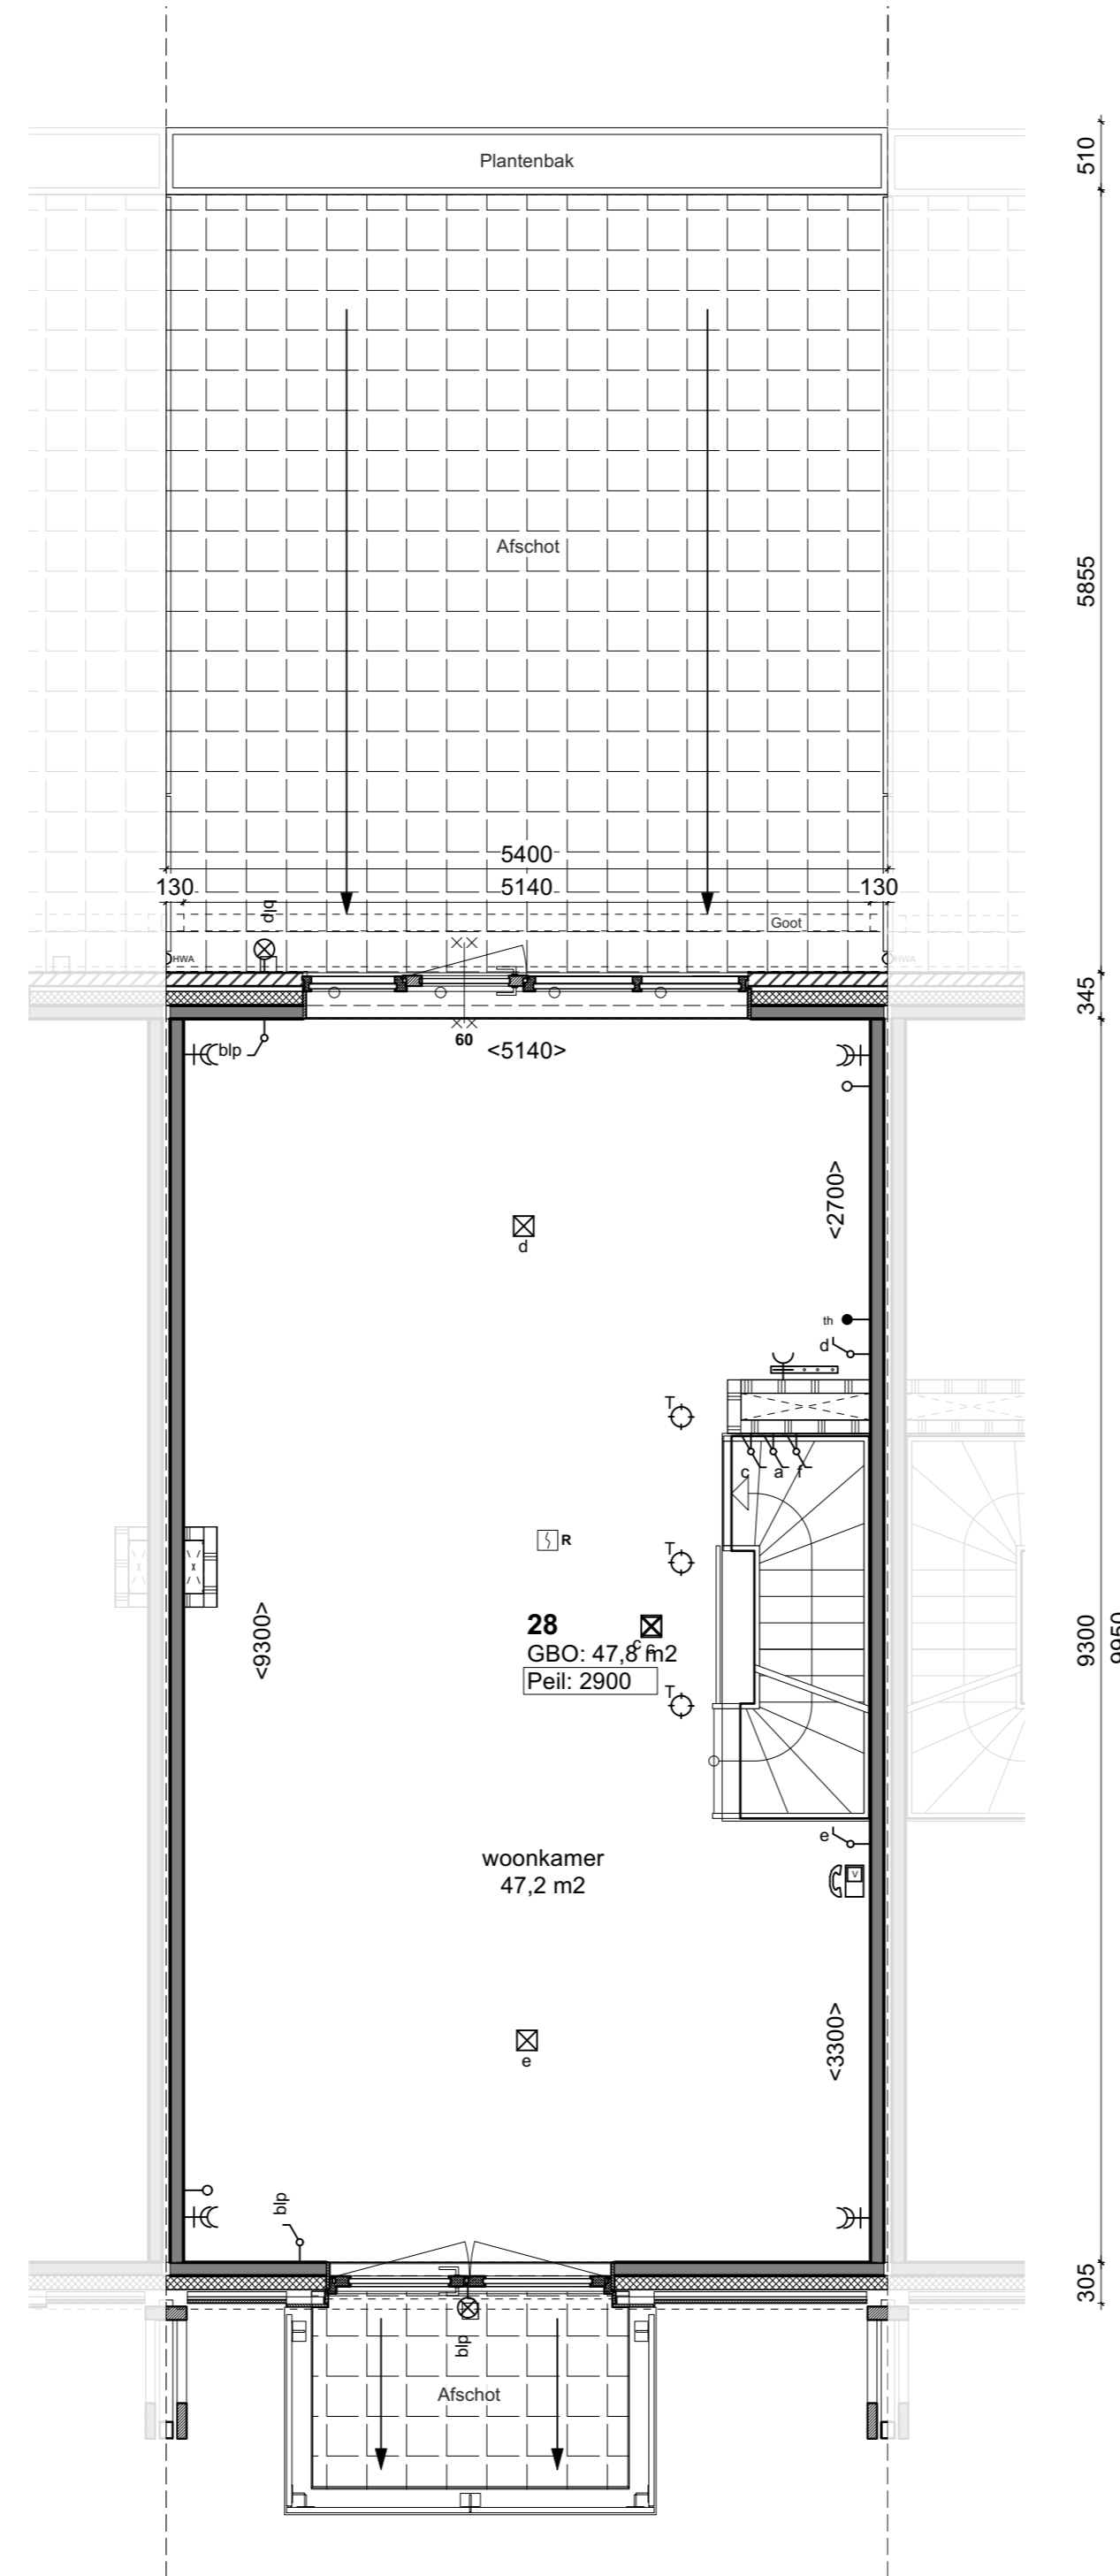 Plantenbak
510
5855
Afschot
5400
130
5140
130
blp
Goot
HWA
HWA
345
60
<5140>
blp
<2700>
d
th
d
T
c
a
f
R
T
<9300>
28
c
GBO: 47,8 m2
Peil: 2900
T
9300
9950
e
V
woonkamer
47,2 m2
<3300>
e
blp
305
blp
Afschot